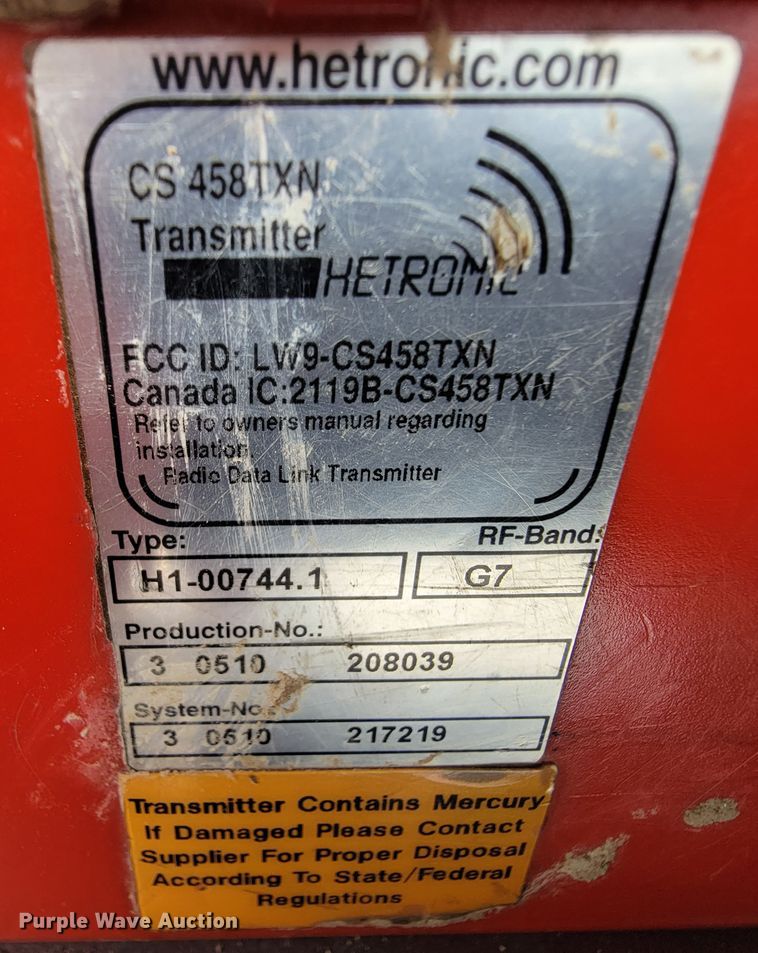 www.hetronic.com
CS 458TXN
Transmitter
HETRONIC
FCC ID: LW9-CS458TXN
Canada IC:2119B-CS458TXN
Refer to owners manual regarding
installation.
Radio Data Link Transmitter
Type: RF-Band:
H1-00744.1 G7
Production-No.:
3 0510 208039
System-No.:
3 0510 217219
Transmitter Contains Mercury
If Damaged Please Contact
Supplier For Proper Disposal
According To State/Federal
Regulations
Purple Wave Auction